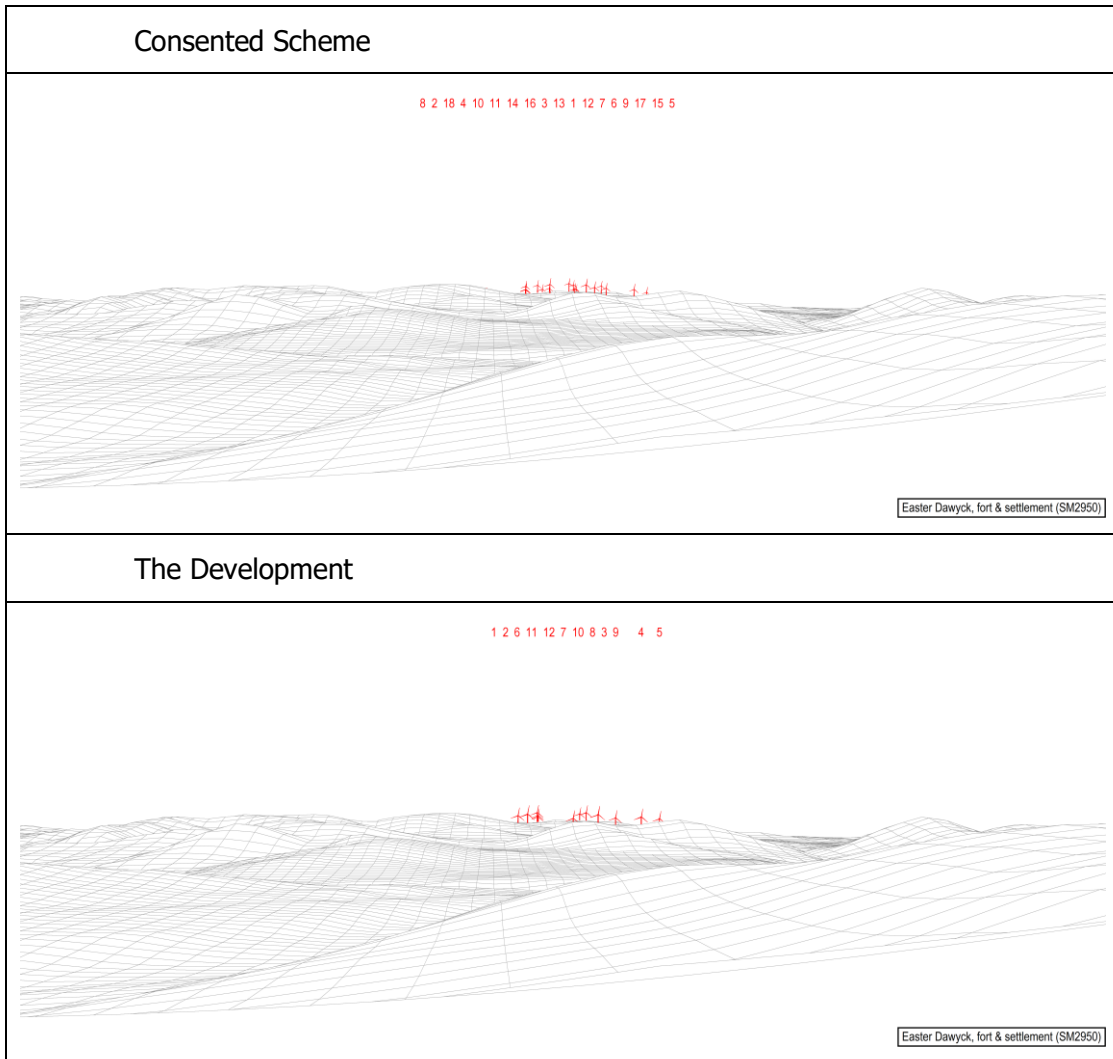 Consented Scheme
8 2 18 4 10 11 14 16 3 13 1 12 7 6 9 17 15 5
Easter Dawyck, fort & settlement (SM2950)
The Development
1 2 6 11 12 7 10 8 3 9 4 5
Easter Dawyck, fort & settlement (SM2950)